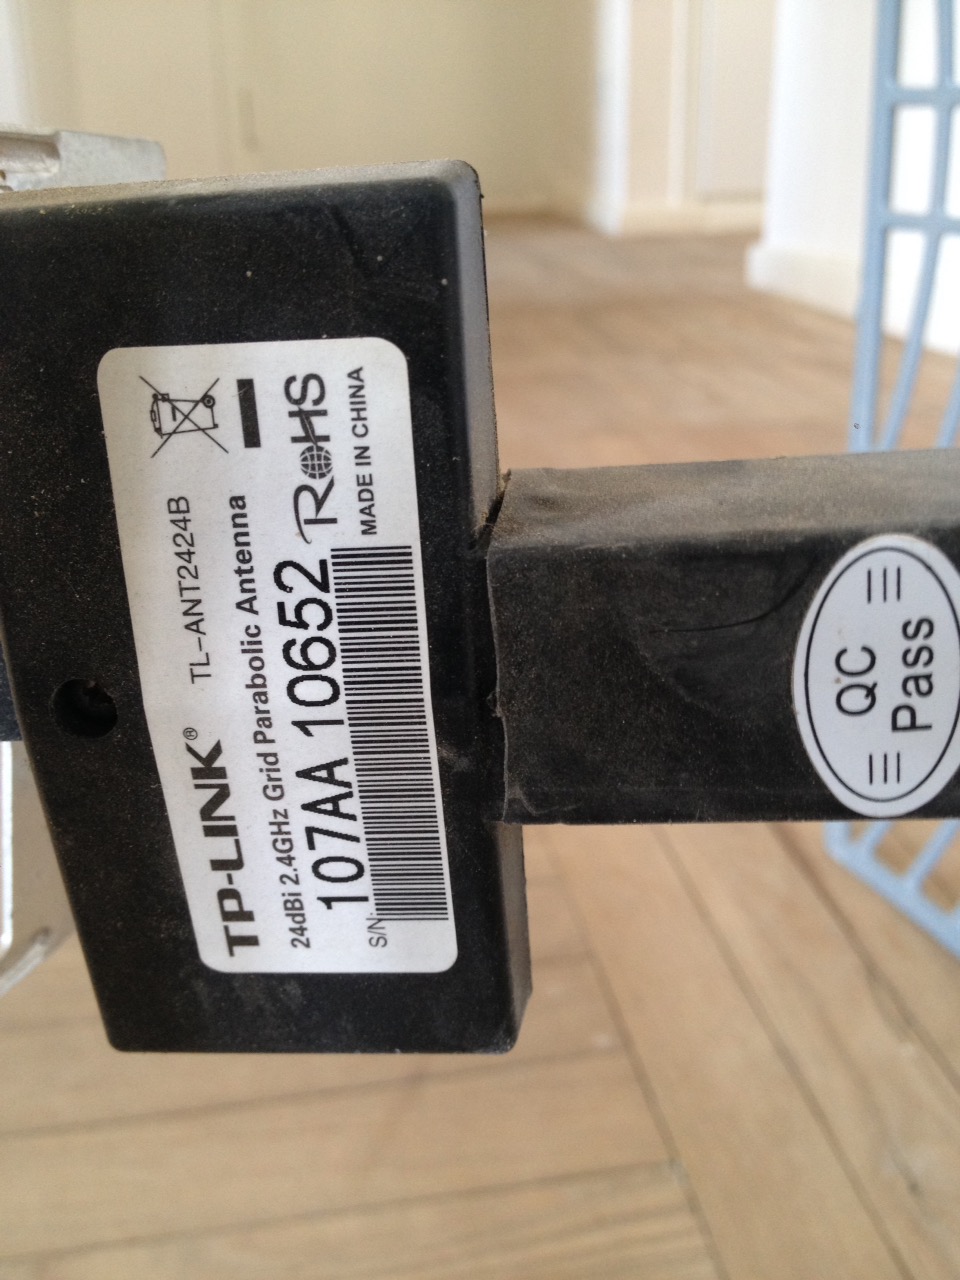 TP-LINK® TL-ANT2424B
24dBi 2.4GHz Grid Parabolic Antenna
107AA 10652
RoHS
S/N:
MADE IN CHINA
QC
Pass